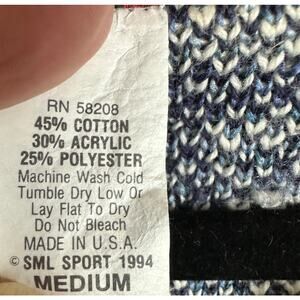 RN 58208
45% COTTON
30% ACRYLIC
25% POLYESTER
Machine Wash Cold
Tumble Dry Low Or
Lay Flat To Dry
Do Not Bleach
MADE IN U.S.A.
© SML SPORT 1994
MEDIUM